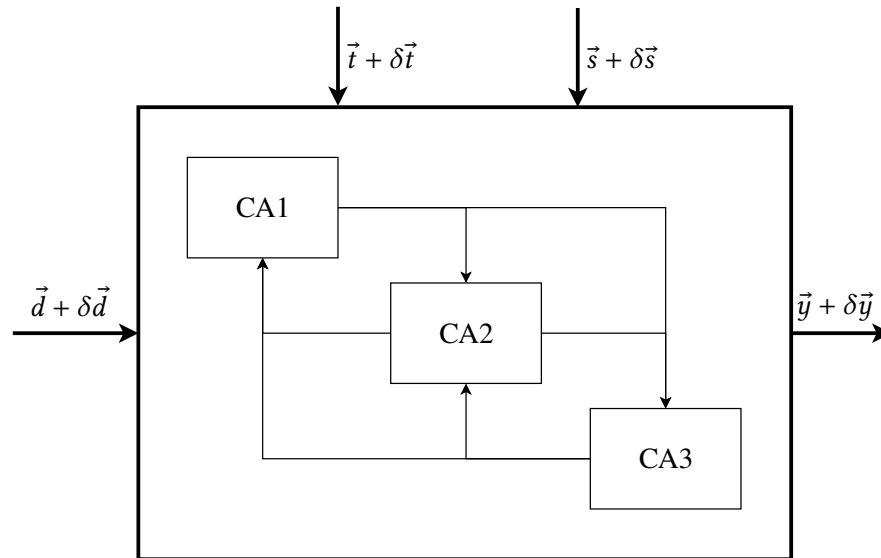 t⃗ + δt⃗
s⃗ + δs⃗
CA1
d⃗ + δd⃗
CA2
y⃗ + δy⃗
CA3